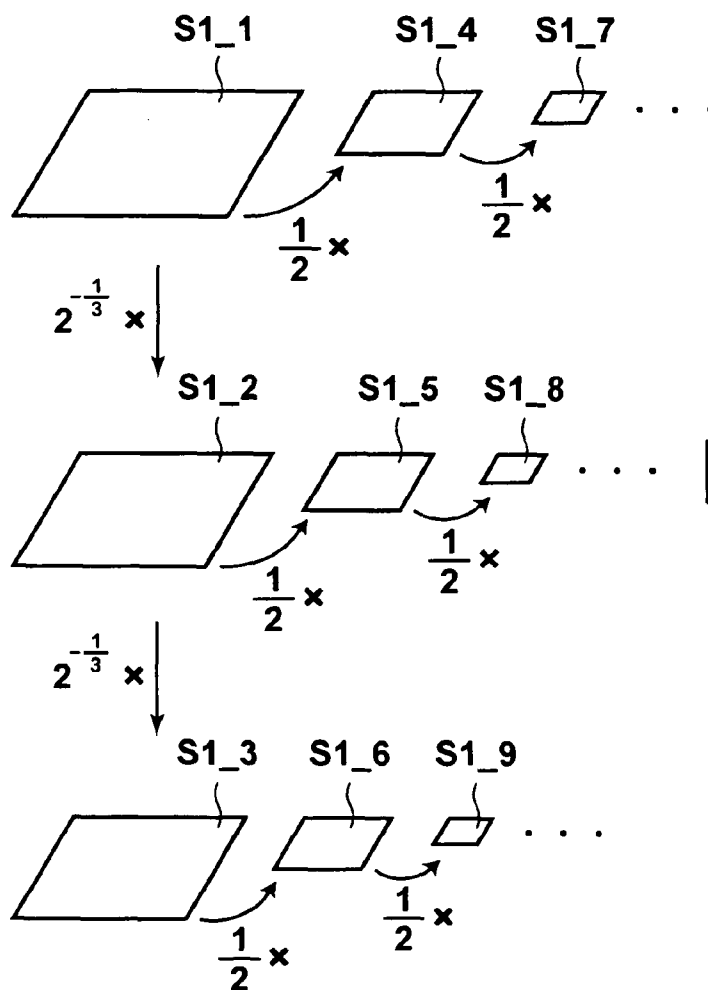 S1_1 S1_4 S1_7
. . .
1/2 ×
1/2 ×
2^-1/3 ×
S1_2 S1_5 S1_8
. . .
1/2 ×
1/2 ×
2^-1/3 ×
S1_3 S1_6 S1_9
. . .
1/2 ×
1/2 ×